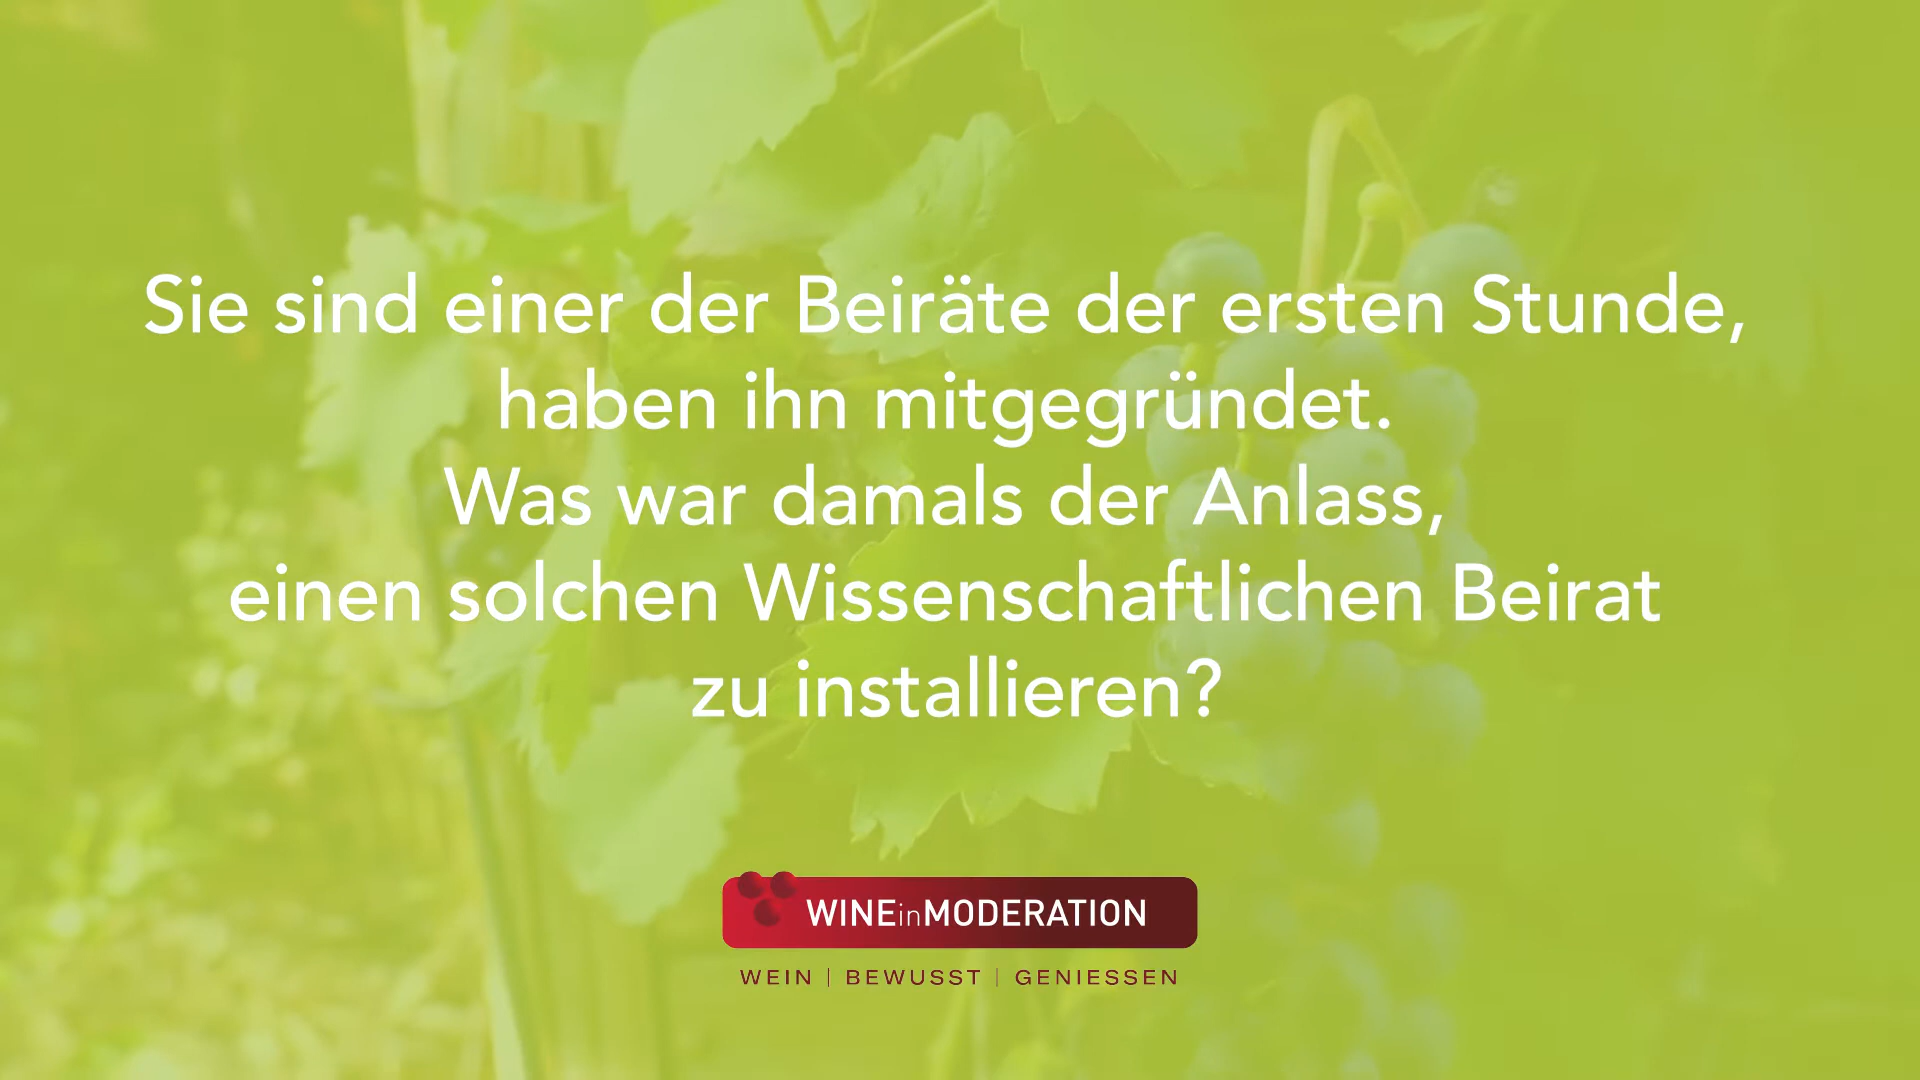 Sie sind einer der Beiräte der ersten Stunde,
haben ihn mitgegründet.
Was war damals der Anlass,
einen solchen Wissenschaftlichen Beirat
zu installieren?
WINEinMODERATION
WEIN | BEWUSST | GENIESSEN